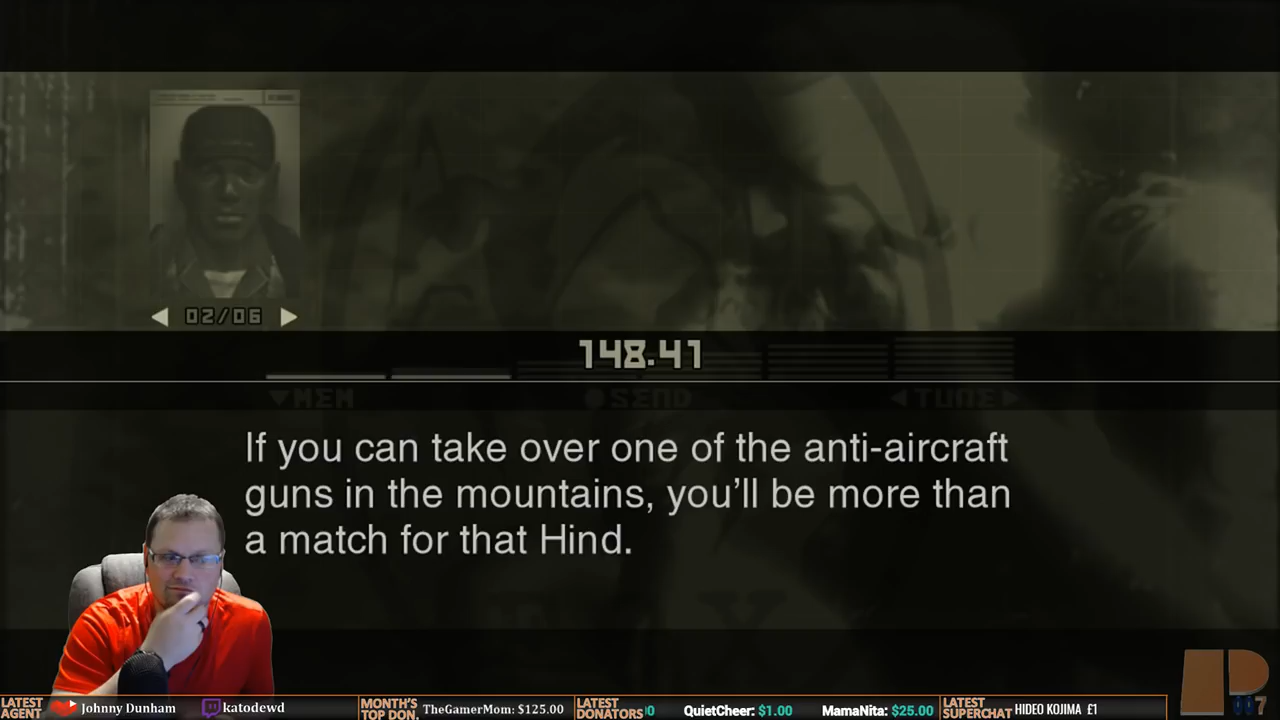 02/06
148.41
MEM
SEND
TUNE
If you can take over one of the anti-aircraft
guns in the mountains, you'll be more than
a match for that Hind.
LATEST
AGENT
Johnny Dunham
katodewd
MONTH'S
TOP DON.
TheGamerMom: $125.00
LATEST
DONATORS
QuietCheer: $1.00
MamaNita: $25.00
LATEST
SUPERCHAT
HIDEO KOJIMA £1